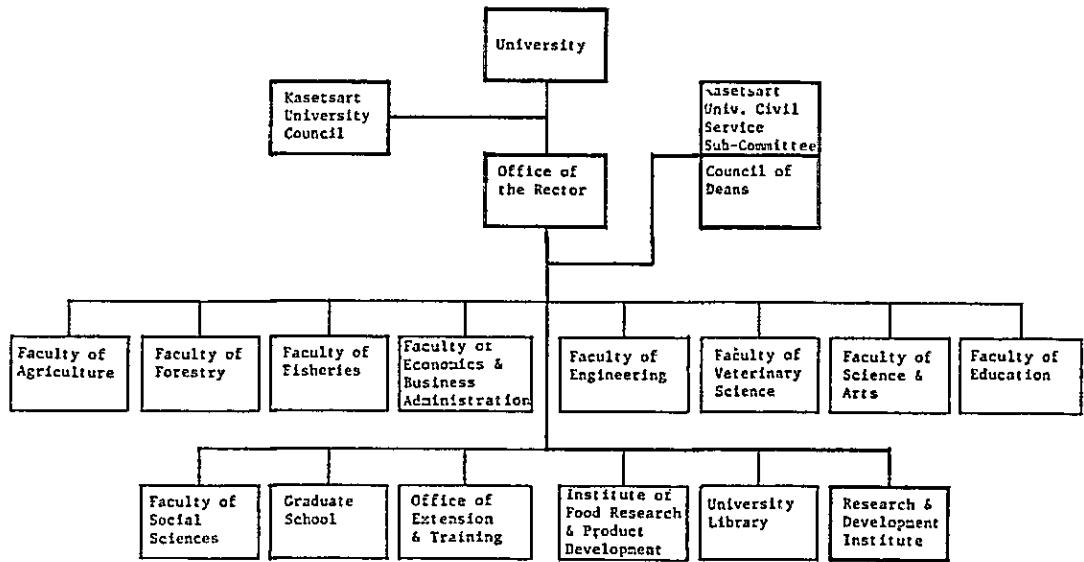 University
Kasetsart
University
Council
Kasetsart
Univ. Civil
Service
Sub-Committee
Office of
the Rector
Council of
Deans
Faculty of
Agriculture
Faculty of
Forestry
Faculty of
Fisheries
Faculty of
Economics &
Business
Administration
Faculty of
Engineering
Faculty of
Veterinary
Science
Faculty of
Science &
Arts
Faculty of
Education
Faculty of
Social
Sciences
Graduate
School
Office of
Extension
& Training
Institute of
Food Research
& Product
Development
University
Library
Research &
Development
Institute